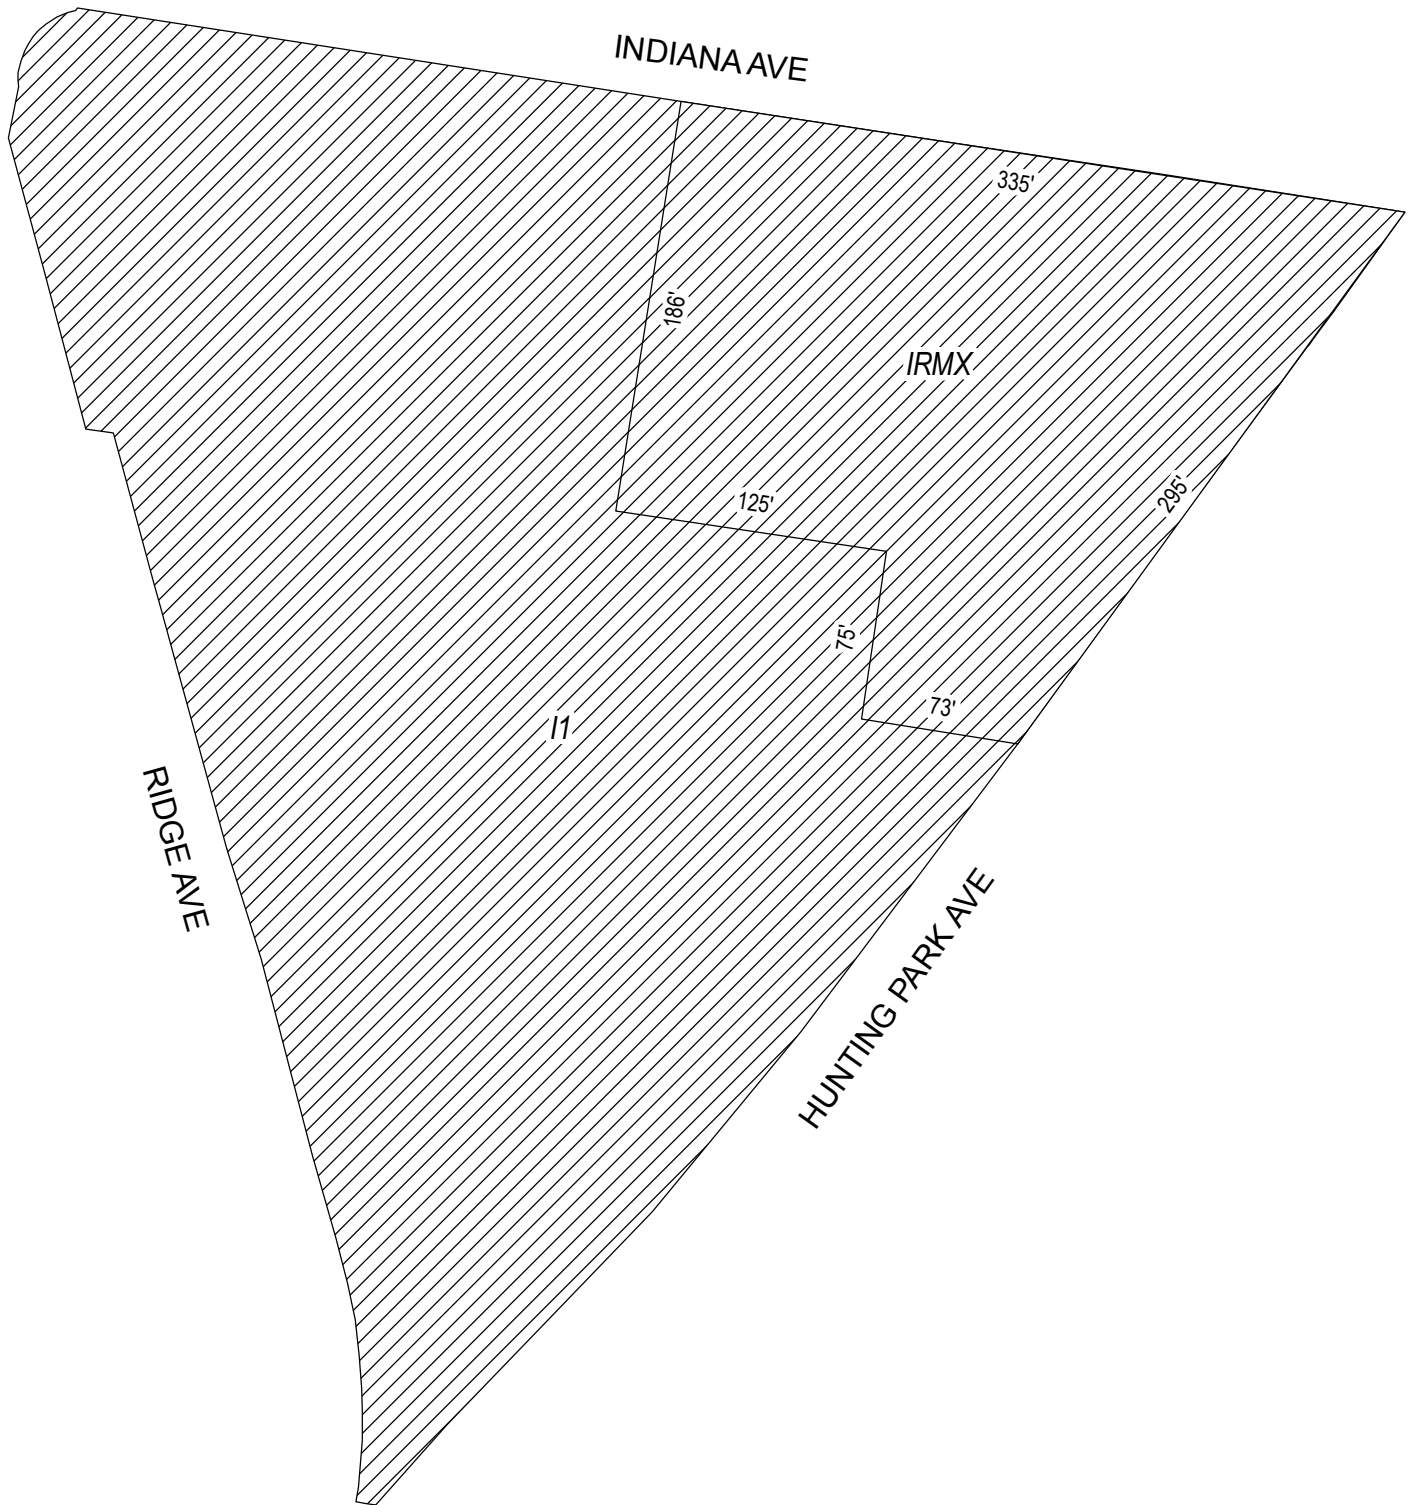 INDIANA AVE
335'
186'
IRMX
295'
125'
75'
73'
I1
RIDGE AVE
HUNTING PARK AVE